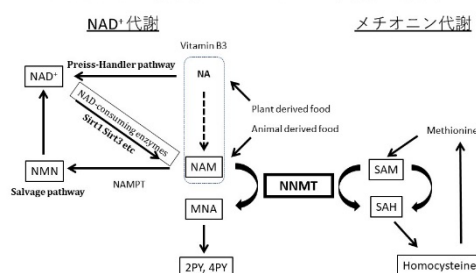 NAD⁺代謝
メチオニン代謝
Vitamin B3
Preiss-Handler pathway
NA
NAD⁺
NAD-consuming enzymes
Sirt1 Sirt3 etc
Plant derived food
Animal derived food
Methionine
NMN
NAM
NNMT
SAM
Salvage pathway
NAMPT
MNA
SAH
2PY, 4PY
Homocysteine